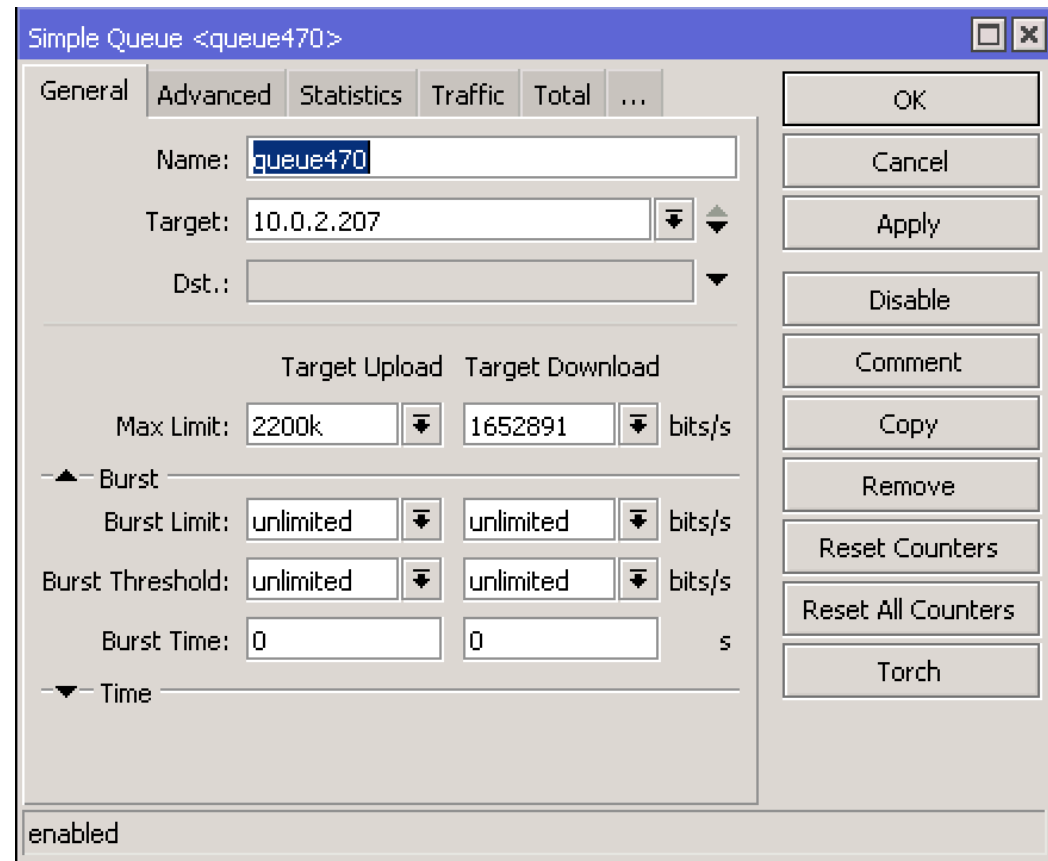 Simple Queue <queue470>
General Advanced Statistics Traffic Total ...
Name: queue470
Target: 10.0.2.207
Dst.:
Target Upload Target Download
Max Limit: 2200k 1652891 bits/s
Burst
Burst Limit: unlimited unlimited bits/s
Burst Threshold: unlimited unlimited bits/s
Burst Time: 0 0 s
Time
enabled
OK
Cancel
Apply
Disable
Comment
Copy
Remove
Reset Counters
Reset All Counters
Torch